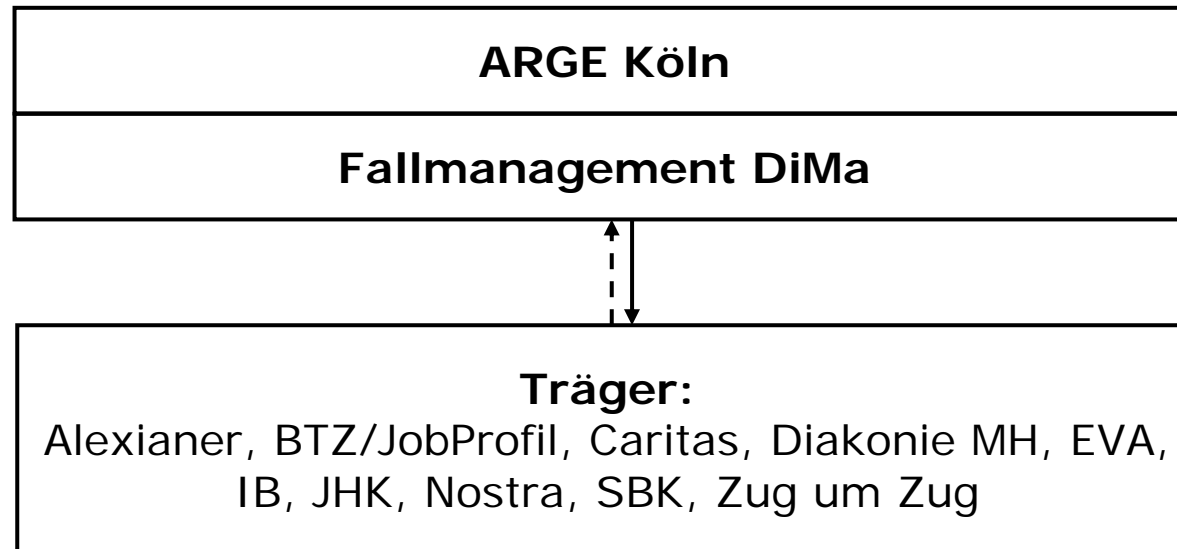 ARGE Köln
Fallmanagement DiMa
Träger:
Alexianer, BTZ/JobProfil, Caritas, Diakonie MH, EVA,
IB, JHK, Nostra, SBK, Zug um Zug